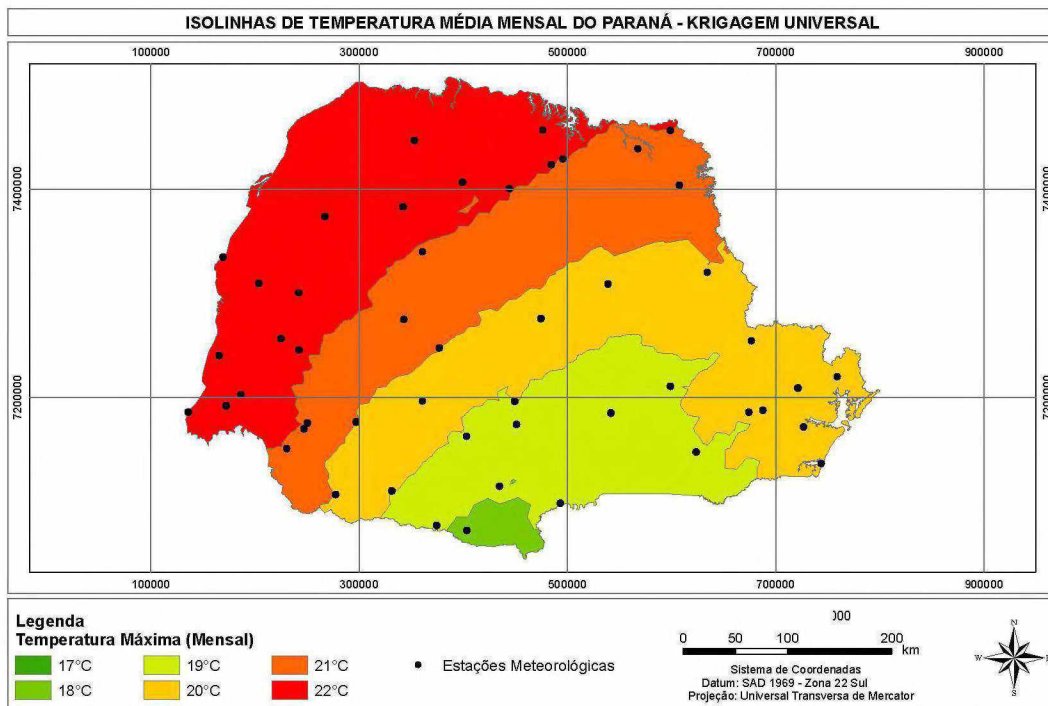 ISOLINHAS DE TEMPERATURA MÉDIA MENSAL DO PARANÁ - KRIGAGEM UNIVERSAL
100000 300000 500000 700000 900000
7400000 7400000
7200000 7200000
100000 300000 500000 700000 900000
Legenda
Temperatura Máxima (Mensal)
17°C 19°C 21°C
18°C 20°C 22°C
Estações Meteorológicas
0 50 100 200
km
Sistema de Coordenadas
Datum: SAD 1969 - Zona 22 Sul
Projeção: Universal Transversa de Mercator
N
W E
S